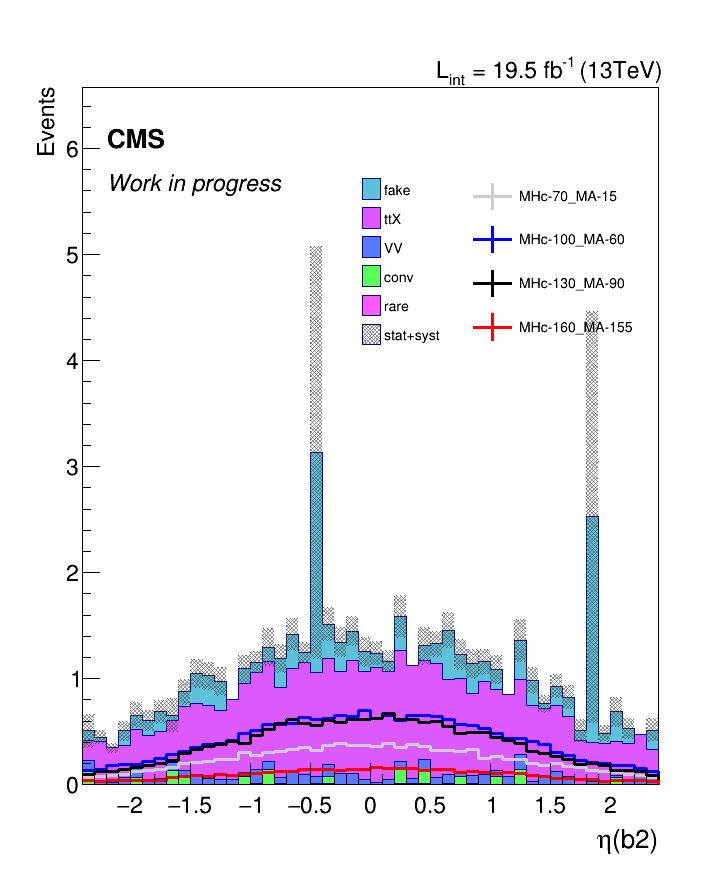 L_int = 19.5 fb^-1 (13TeV)
Events
CMS
Work in progress
fake
ttX
VV
conv
rare
stat+syst
MHc-70_MA-15
MHc-100_MA-60
MHc-130_MA-90
MHc-160_MA-155
6
5
4
3
2
1
0
−2 −1.5 −1 −0.5 0 0.5 1 1.5 2
η(b2)